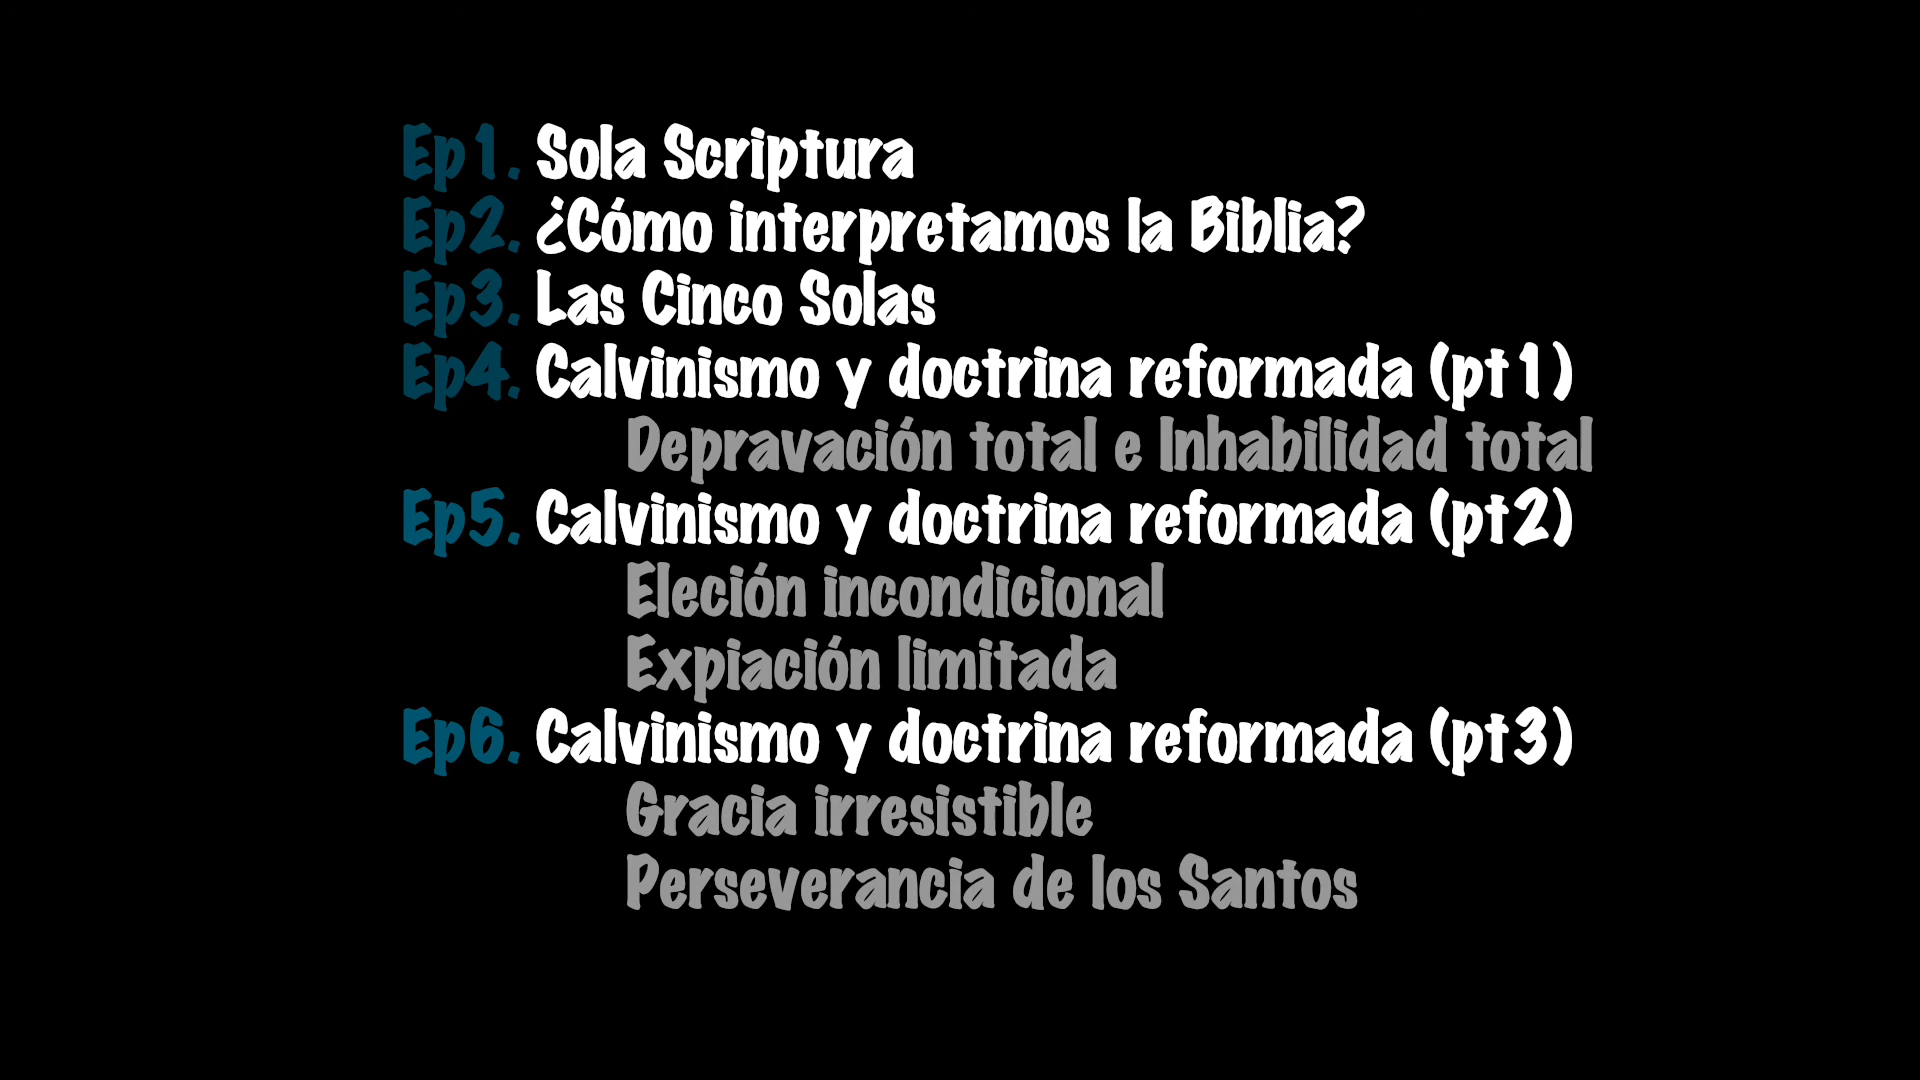 Ep1. Sola Scriptura
Ep2. ¿Cómo interpretamos la Biblia?
Ep3. Las Cinco Solas
Ep4. Calvinismo y doctrina reformada (pt1)
Depravación total e Inhabilidad total
Ep5. Calvinismo y doctrina reformada (pt2)
Eleción incondicional
Expiación limitada
Ep6. Calvinismo y doctrina reformada (pt3)
Gracia irresistible
Perseverancia de los Santos